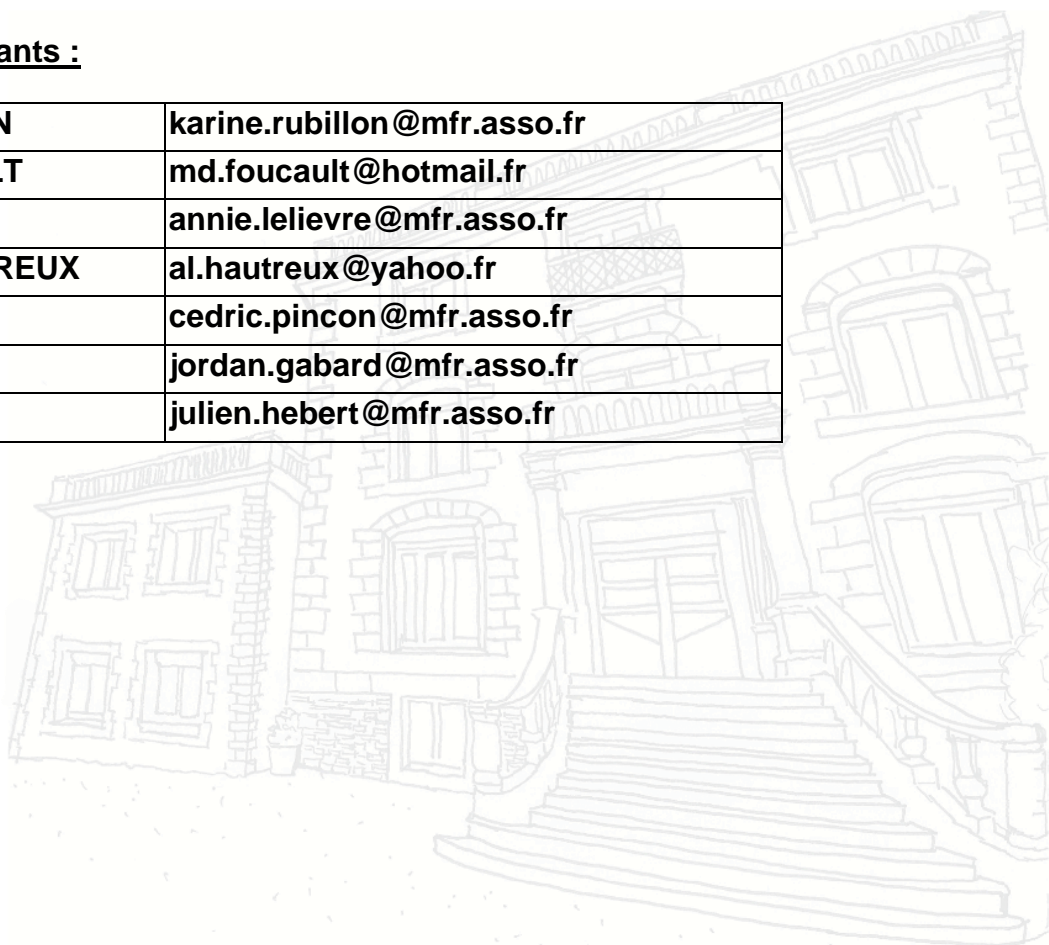 ants :
N karine.rubillon@mfr.asso.fr
LT md.foucault@hotmail.fr
annie.lelievre@mfr.asso.fr
REUX al.hautreux@yahoo.fr
cedric.pincon@mfr.asso.fr
jordan.gabard@mfr.asso.fr
julien.hebert@mfr.asso.fr